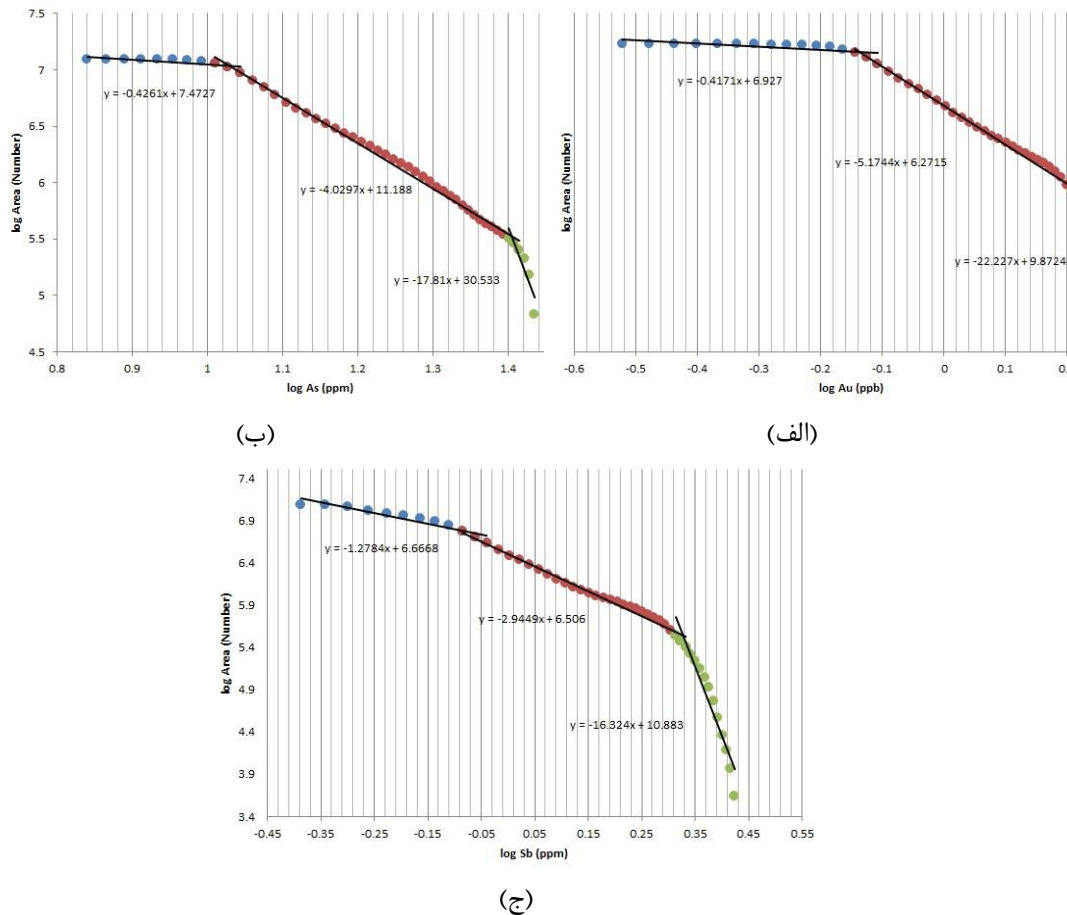 7.5
7
6.5
6
5.5
5
4.5
log Area (Number)
y = -0.4261x + 7.4727
y = -4.0297x + 11.188
y = -17.81x + 30.533
0.8 0.9 1 1.1 1.2 1.3 1.4
log As (ppm)
(ب)
log Area (Number)
y = -0.4171x + 6.927
y = -5.1744x + 6.2715
y = -22.227x + 9.8724
-0.6 -0.5 -0.4 -0.3 -0.2 -0.1 0 0.1 0.2
log Au (ppb)
(الف)
7.4
6.9
6.4
5.9
5.4
4.9
4.4
3.9
3.4
log Area (Number)
y = -1.2784x + 6.6668
y = -2.9449x + 6.506
y = -16.324x + 10.883
-0.45 -0.35 -0.25 -0.15 -0.05 0.05 0.15 0.25 0.35 0.45 0.55
log Sb (ppm)
(ج)